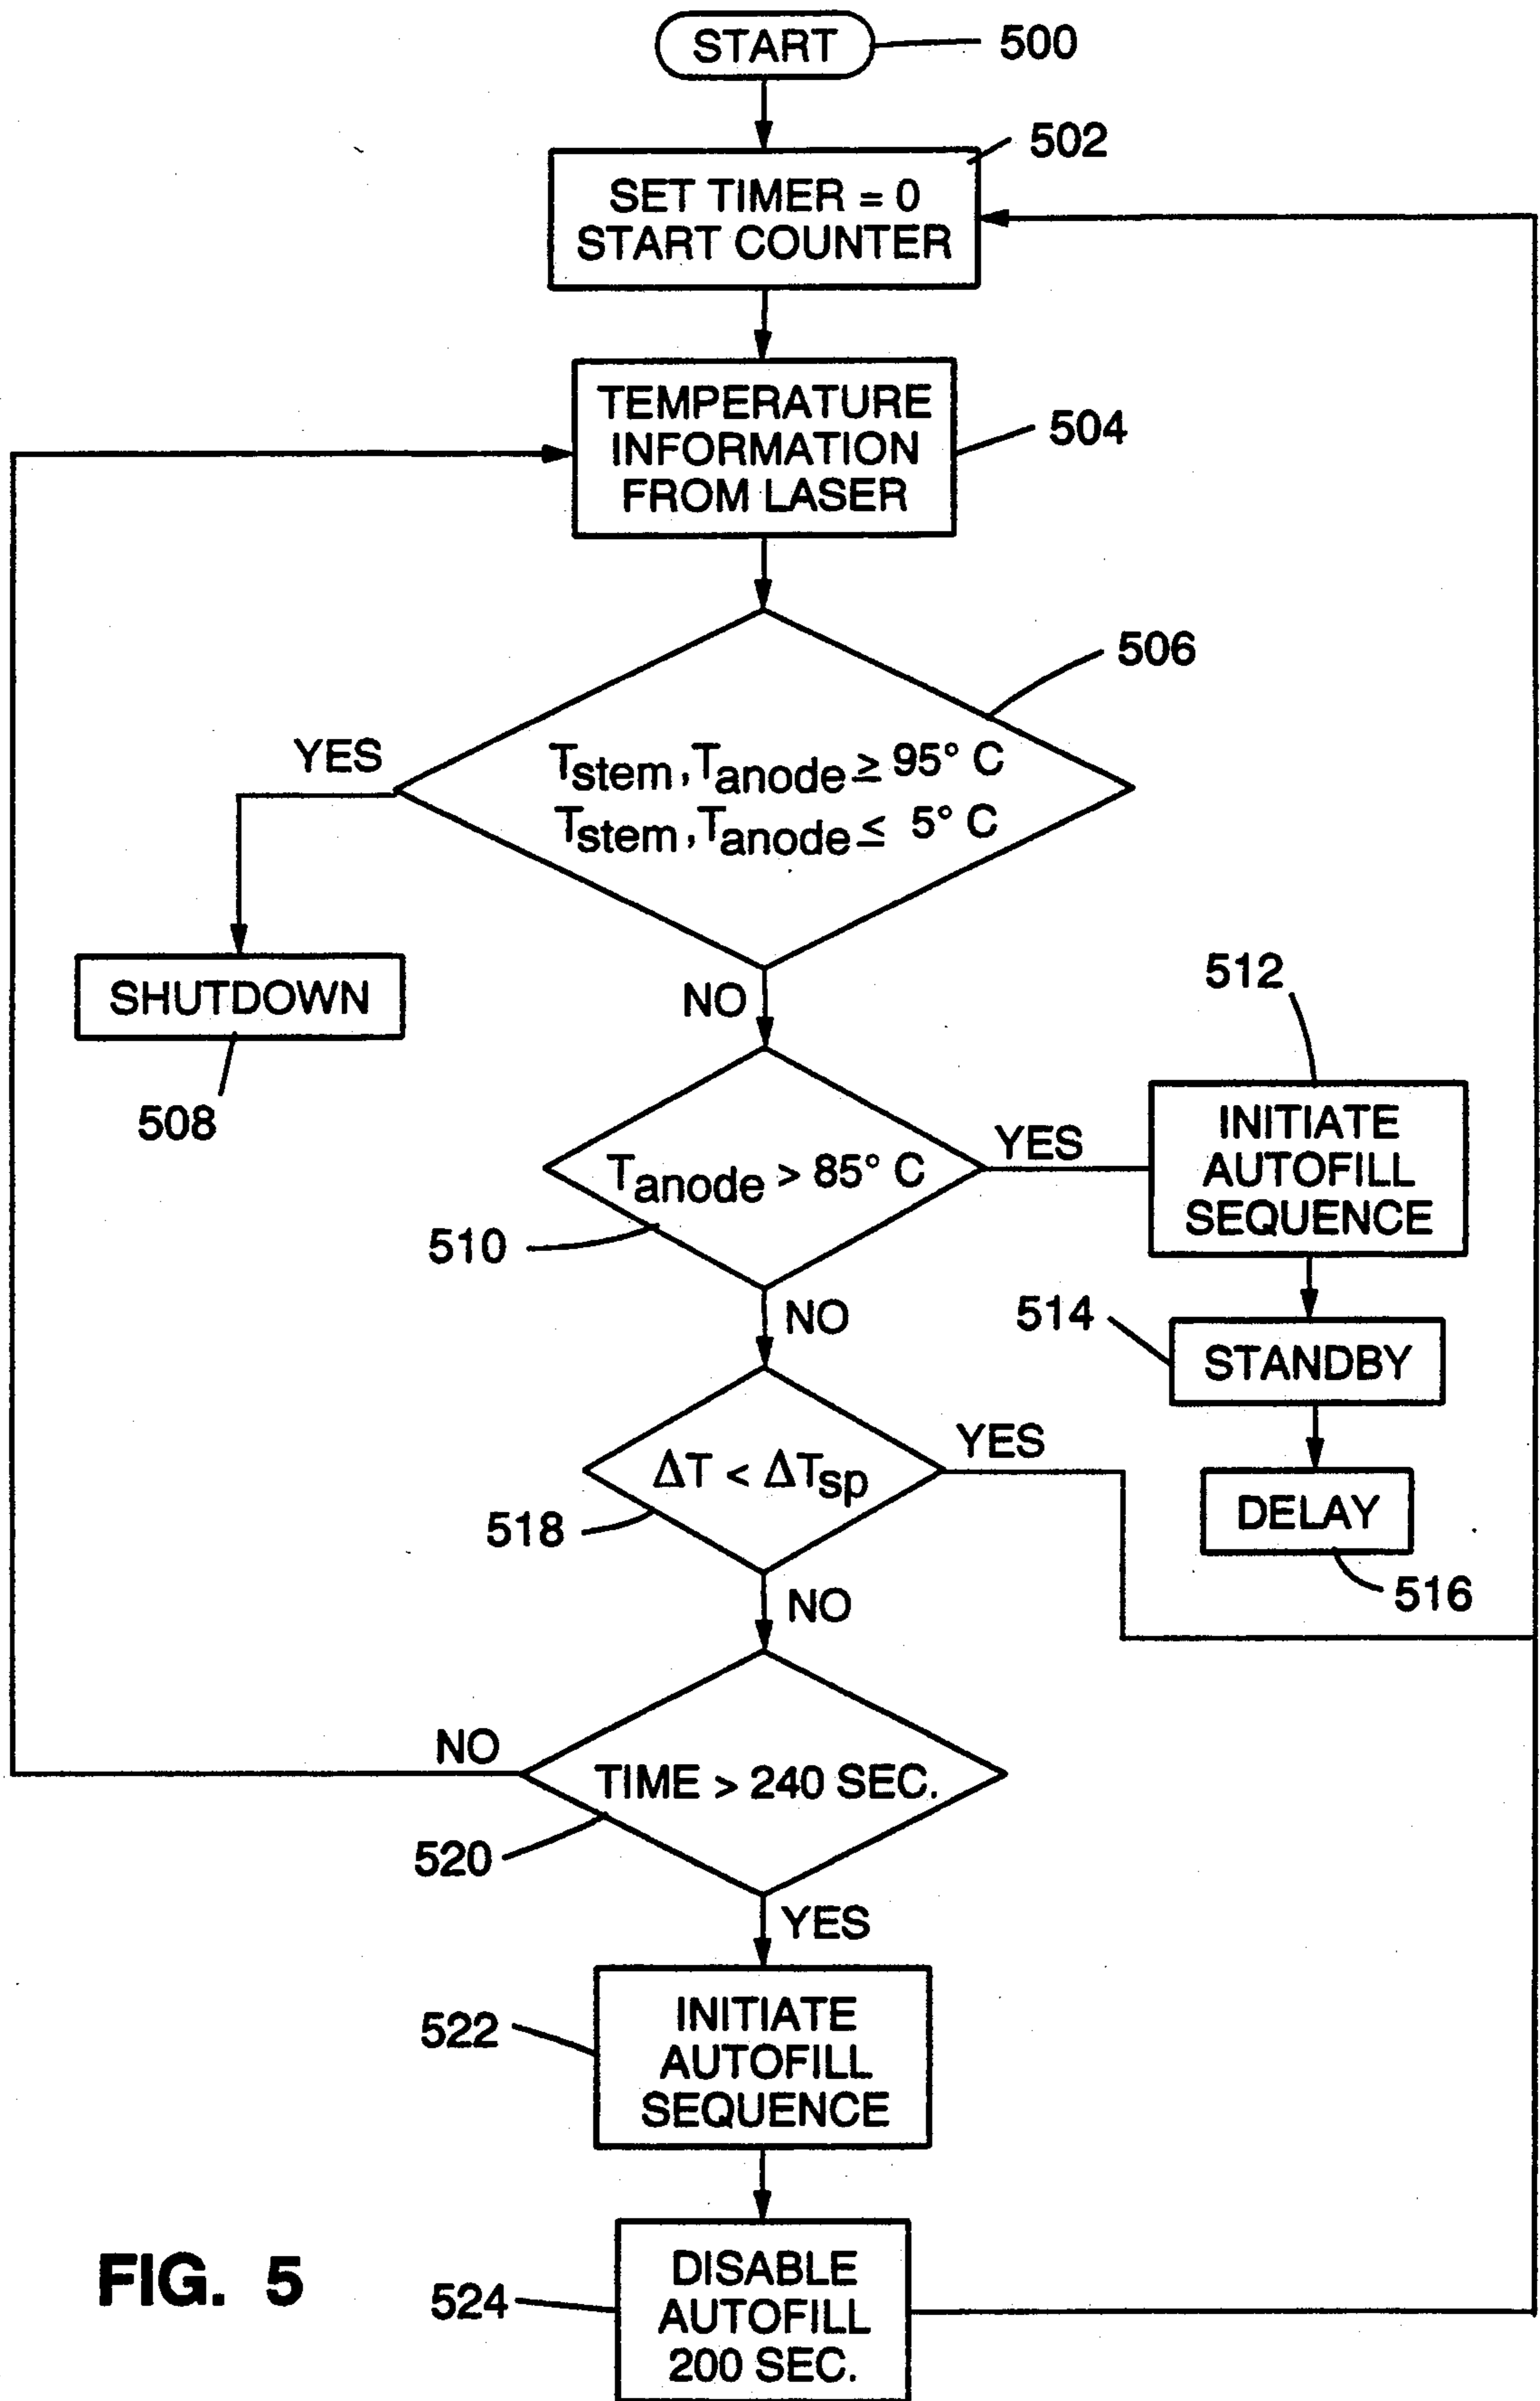 START
500
502
SET TIMER = 0
START COUNTER
TEMPERATURE
INFORMATION
FROM LASER
504
506
YES
Tstem, Tanode ≥ 95° C
Tstem, Tanode ≤ 5° C
SHUTDOWN
508
NO
512
INITIATE
AUTOFILL
SEQUENCE
YES
Tanode > 85° C
510
NO
514
STANDBY
YES
ΔT < ΔTsp
518
DELAY
516
NO
NO
TIME > 240 SEC.
520
YES
522
INITIATE
AUTOFILL
SEQUENCE
524
DISABLE
AUTOFILL
200 SEC.
FIG. 5